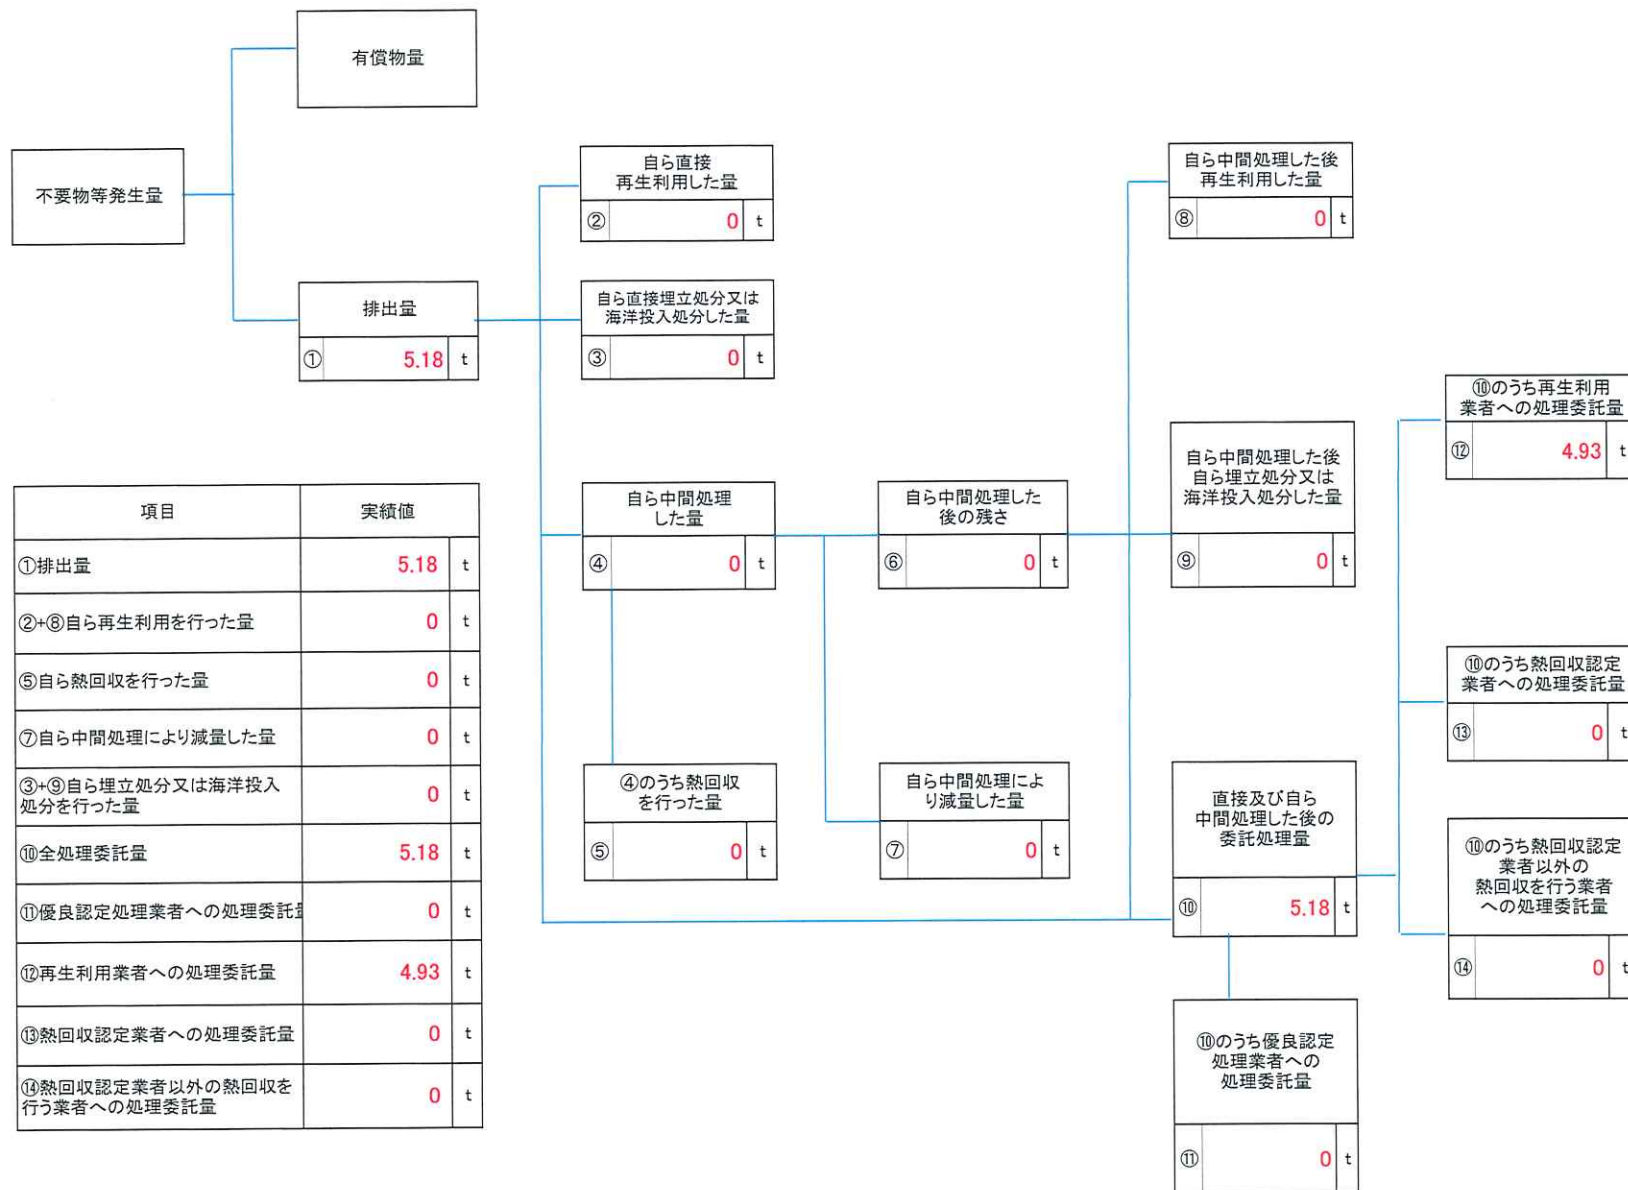 有償物量
不要物等発生量
排出量
① 5.18 t
自ら直接
再生利用した量
② 0 t
自ら直接埋立処分又は
海洋投入処分した量
③ 0 t
自ら中間処理
した量
④ 0 t
④のうち熱回収
を行った量
⑤ 0 t
自ら中間処理した
後の残さ
⑥ 0 t
自ら中間処理によ
り減量した量
⑦ 0 t
自ら中間処理した後
再生利用した量
⑧ 0 t
自ら中間処理した後
自ら埋立処分又は
海洋投入処分した量
⑨ 0 t
直接及び自ら
中間処理した後の
委託処理量
⑩ 5.18 t
⑩のうち優良認定
処理業者への
処理委託量
⑪ 0 t
⑩のうち再生利用
業者への処理委託量
⑫ 4.93 t
⑩のうち熱回収認定
業者への処理委託量
⑬ 0 t
⑩のうち熱回収認定
業者以外の
熱回収を行う業者
への処理委託量
⑭ 0 t
項目 実績値
①排出量 5.18 t
②+⑧自ら再生利用を行った量 0 t
⑤自ら熱回収を行った量 0 t
⑦自ら中間処理により減量した量 0 t
③+⑨自ら埋立処分又は海洋投入
処分を行った量 0 t
⑩全処理委託量 5.18 t
⑪優良認定処理業者への処理委託量 0 t
⑫再生利用業者への処理委託量 4.93 t
⑬熱回収認定業者への処理委託量 0 t
⑭熱回収認定業者以外の熱回収を
行う業者への処理委託量 0 t